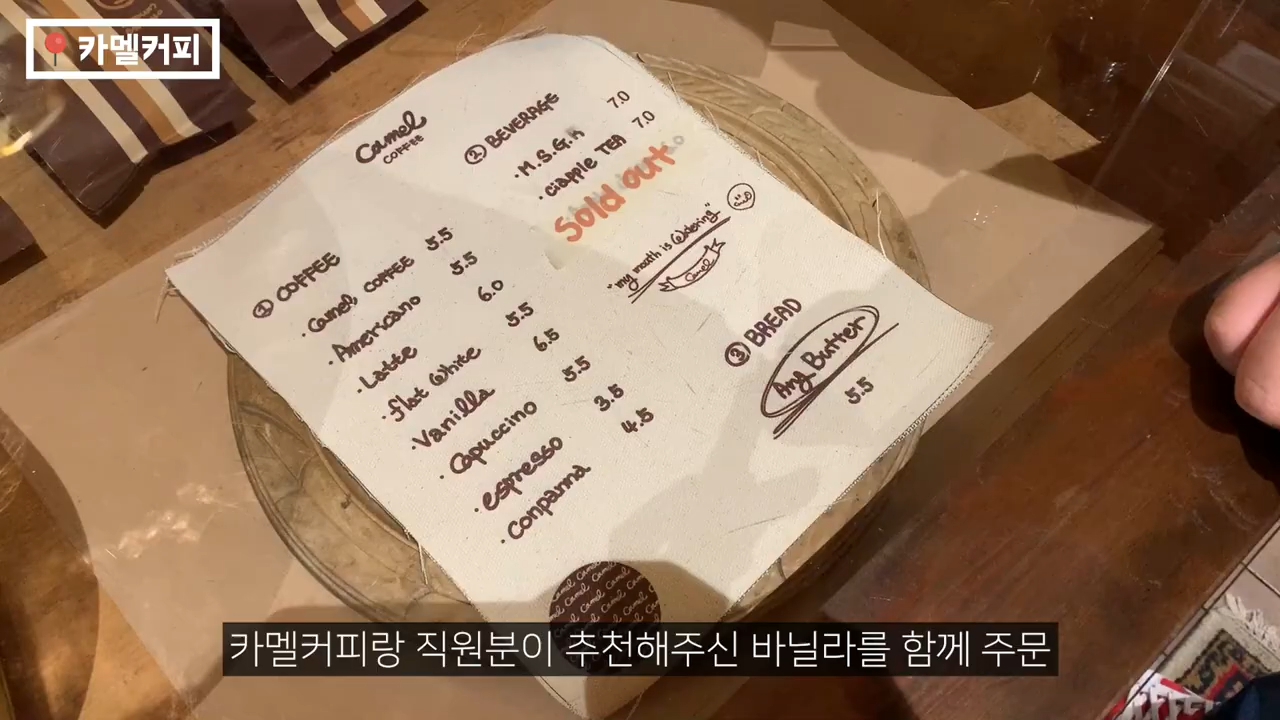 📍카멜커피
Camel
COFFEE
① COFFEE
· Camel COFFEE 5.5
· Americano 5.5
· Latte 6.0
· flat white 5.5
· Vanilla 6.5
· Capuccino 5.5
· espresso 3.5
· conpanna 4.5
② BEVERAGE
· M.S.G.R 7.0
· ciapple TEA 7.0
Sold out
"my mouth is watering"
Camel
③ BREAD
Ang Butter
5.5
카멜커피랑 직원분이 추천해주신 바닐라를 함께 주문